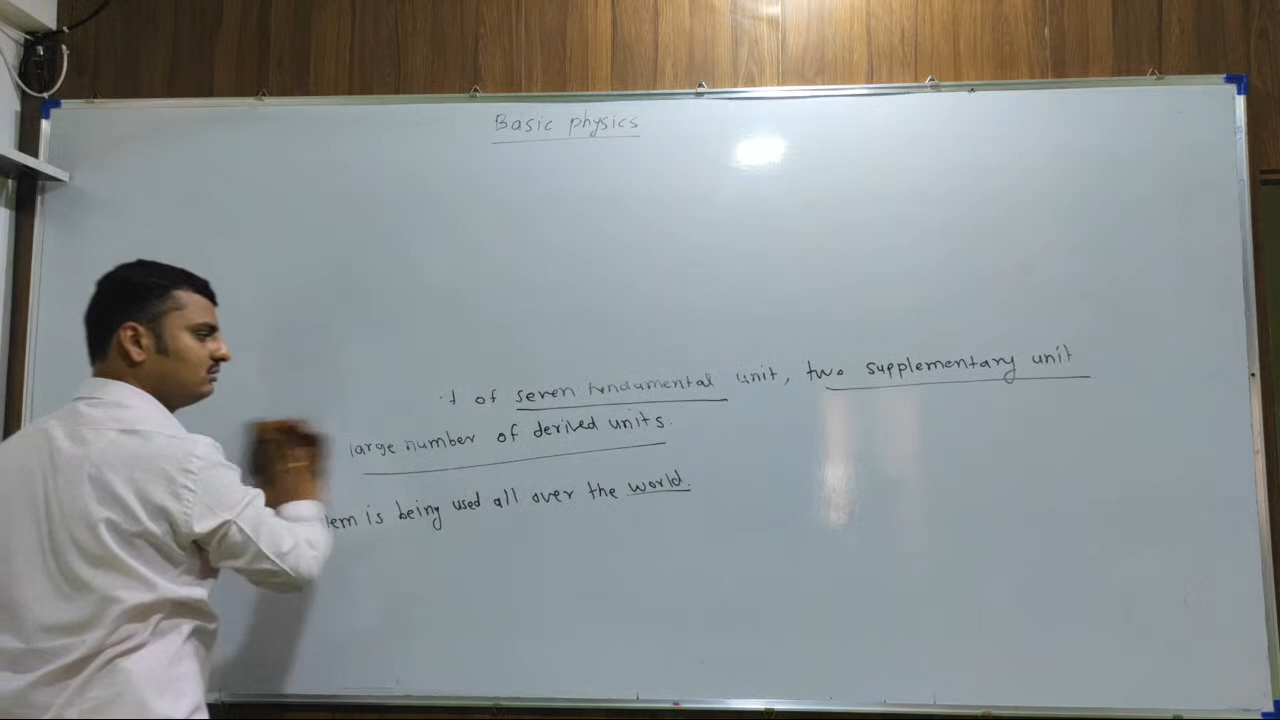 Basic physics
of seven fundamental unit, two supplementary unit
large number of derived units.
tem is being used all over the world.